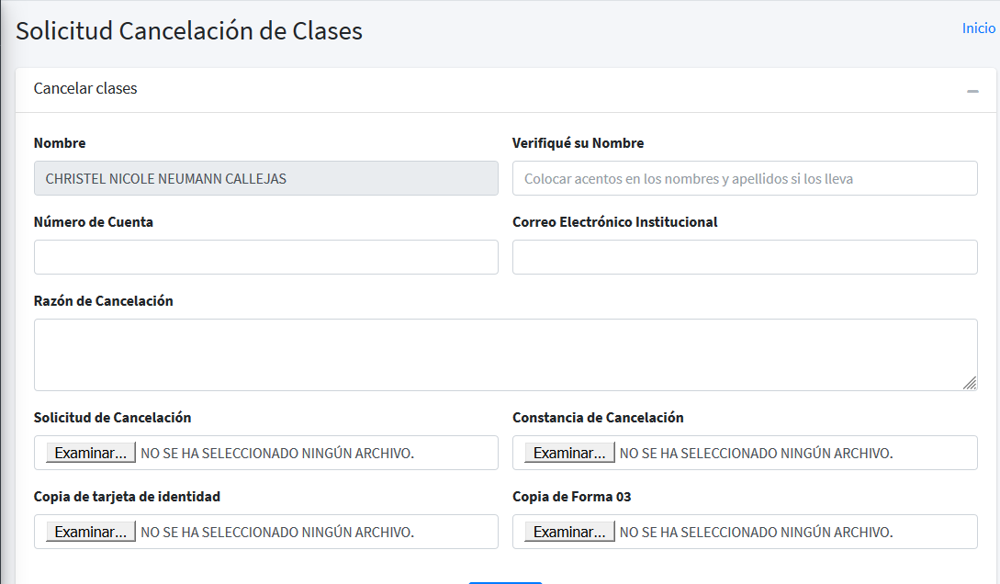 Solicitud Cancelación de Clases
Inicio
Cancelar clases
Nombre
Verifiqué su Nombre
CHRISTEL NICOLE NEUMANN CALLEJAS
Colocar acentos en los nombres y apellidos si los lleva
Número de Cuenta
Correo Electrónico Institucional
Razón de Cancelación
Solicitud de Cancelación
Constancia de Cancelación
Examinar... NO SE HA SELECCIONADO NINGÚN ARCHIVO.
Examinar... NO SE HA SELECCIONADO NINGÚN ARCHIVO.
Copia de tarjeta de identidad
Copia de Forma 03
Examinar... NO SE HA SELECCIONADO NINGÚN ARCHIVO.
Examinar... NO SE HA SELECCIONADO NINGÚN ARCHIVO.